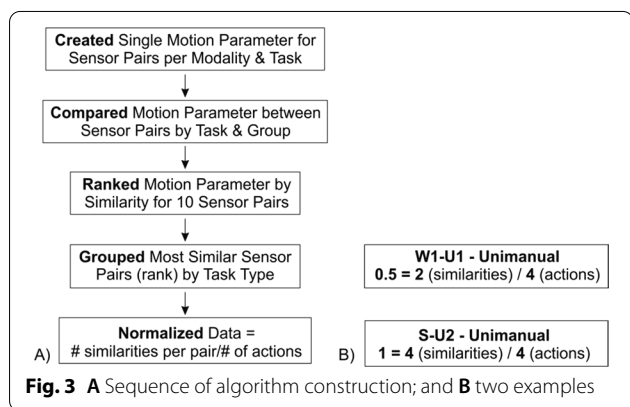 Created Single Motion Parameter for
Sensor Pairs per Modality & Task
Compared Motion Parameter between
Sensor Pairs by Task & Group
Ranked Motion Parameter by
Similarity for 10 Sensor Pairs
Grouped Most Similar Sensor
Pairs (rank) by Task Type
Normalized Data =
# similarities per pair/# of actions
A)
W1-U1 - Unimanual
0.5 = 2 (similarities) / 4 (actions)
S-U2 - Unimanual
1 = 4 (similarities) / 4 (actions)
B)
Fig. 3 A Sequence of algorithm construction; and B two examples